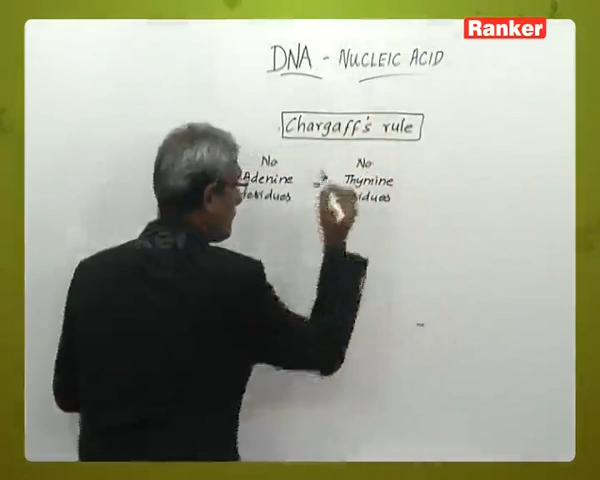 Ranker
DNA - NUCLEIC ACID
Chargaff's rule
No No
Adenine = Thymine